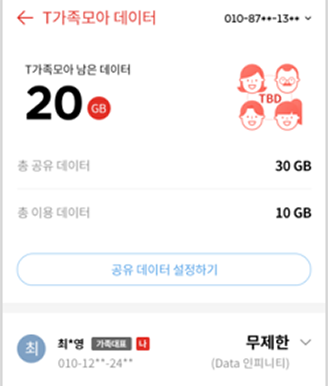 ← T가족모아 데이터
010-87**-13**
T가족모아 남은 데이터
20 GB
TBD
총 공유 데이터 30 GB
총 이용 데이터 10 GB
공유 데이터 설정하기
최 최*영 가족대표 나 무제한
010-12**-24** (Data 인피니티)